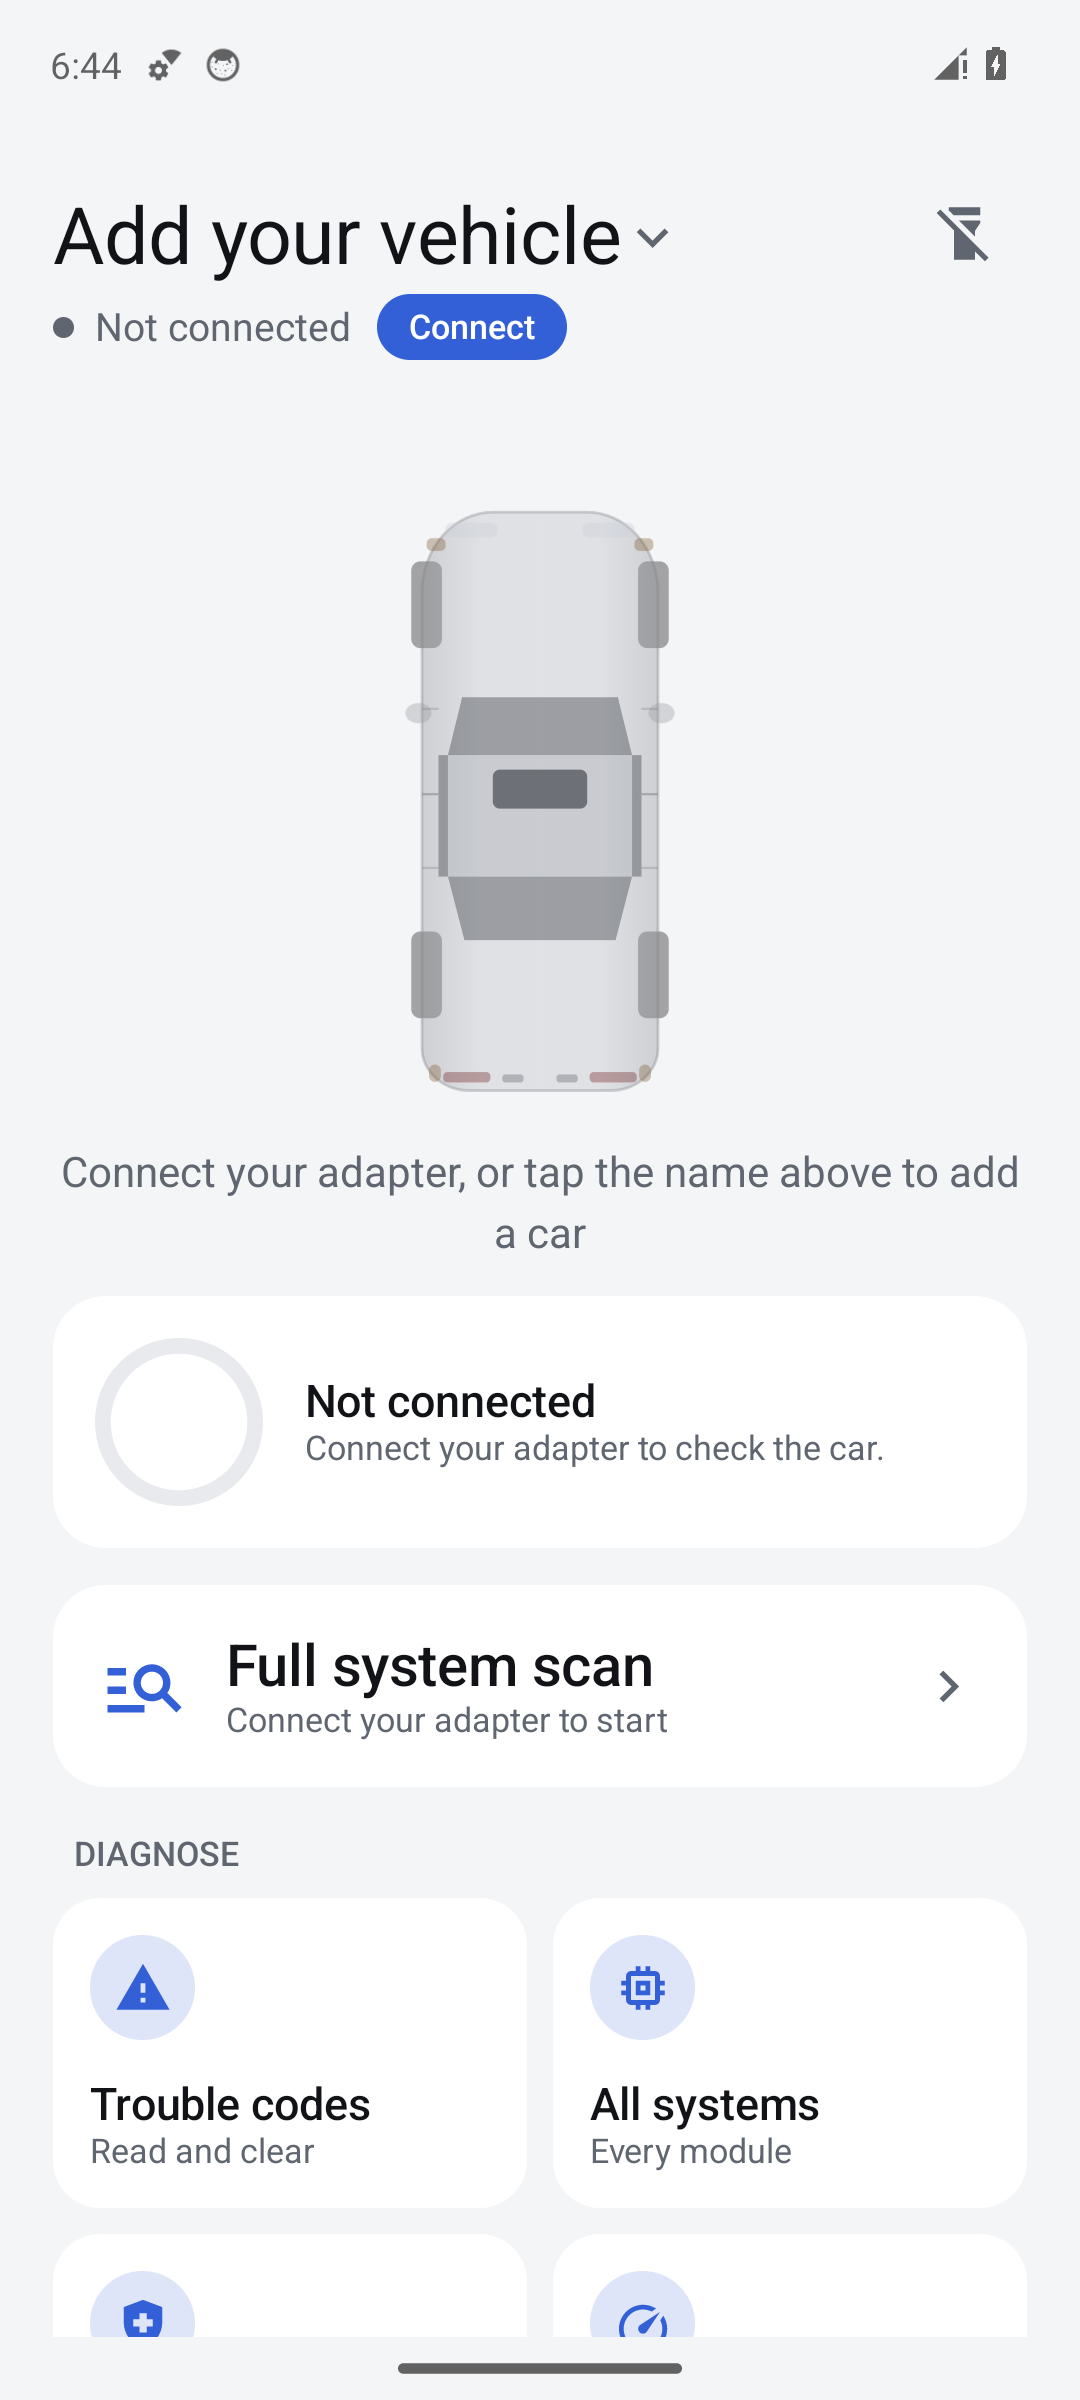 6:44
Add your vehicle
Not connected
Connect
Connect your adapter, or tap the name above to add
a car
Not connected
Connect your adapter to check the car.
Full system scan
Connect your adapter to start
DIAGNOSE
Trouble codes
Read and clear
All systems
Every module